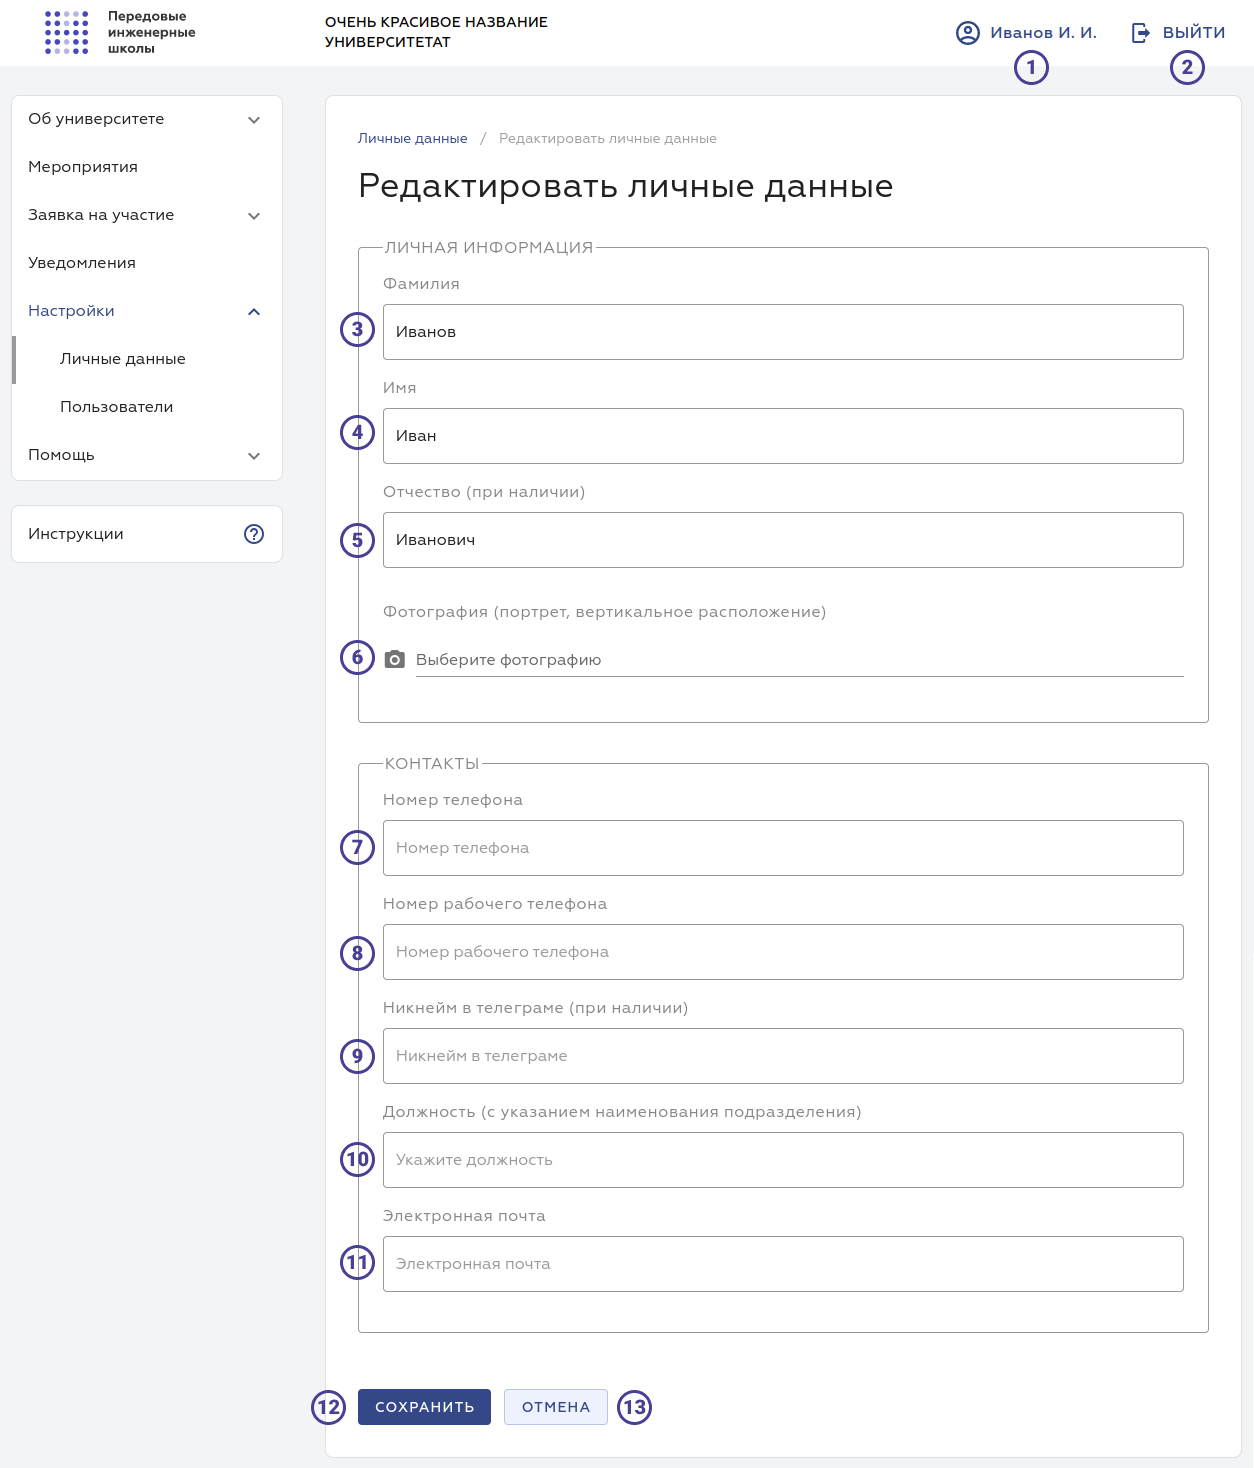 Передовые
инженерные
школы
ОЧЕНЬ КРАСИВОЕ НАЗВАНИЕ
УНИВЕРСИТЕТАТ
Иванов И. И.
ВЫЙТИ
1
2
Об университете
Мероприятия
Заявка на участие
Уведомления
Настройки
Личные данные
Пользователи
Помощь
Инструкции
Личные данные / Редактировать личные данные
Редактировать личные данные
ЛИЧНАЯ ИНФОРМАЦИЯ
Фамилия
3 Иванов
Имя
4 Иван
Отчество (при наличии)
5 Иванович
Фотография (портрет, вертикальное расположение)
6 Выберите фотографию
КОНТАКТЫ
Номер телефона
7 Номер телефона
Номер рабочего телефона
8 Номер рабочего телефона
Никнейм в телеграме (при наличии)
9 Никнейм в телеграме
Должность (с указанием наименования подразделения)
10 Укажите должность
Электронная почта
11 Электронная почта
12 СОХРАНИТЬ ОТМЕНА 13